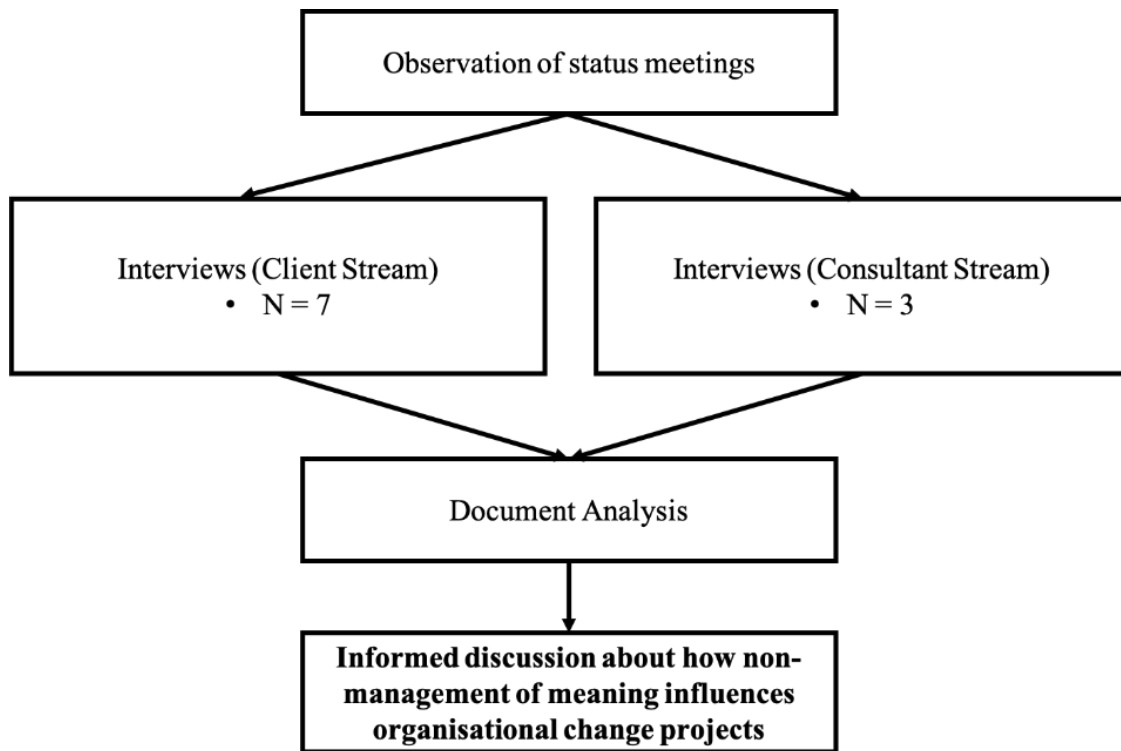 Observation of status meetings
Interviews (Client Stream)
• N = 7
Interviews (Consultant Stream)
• N = 3
Document Analysis
Informed discussion about how non-
management of meaning influences
organisational change projects